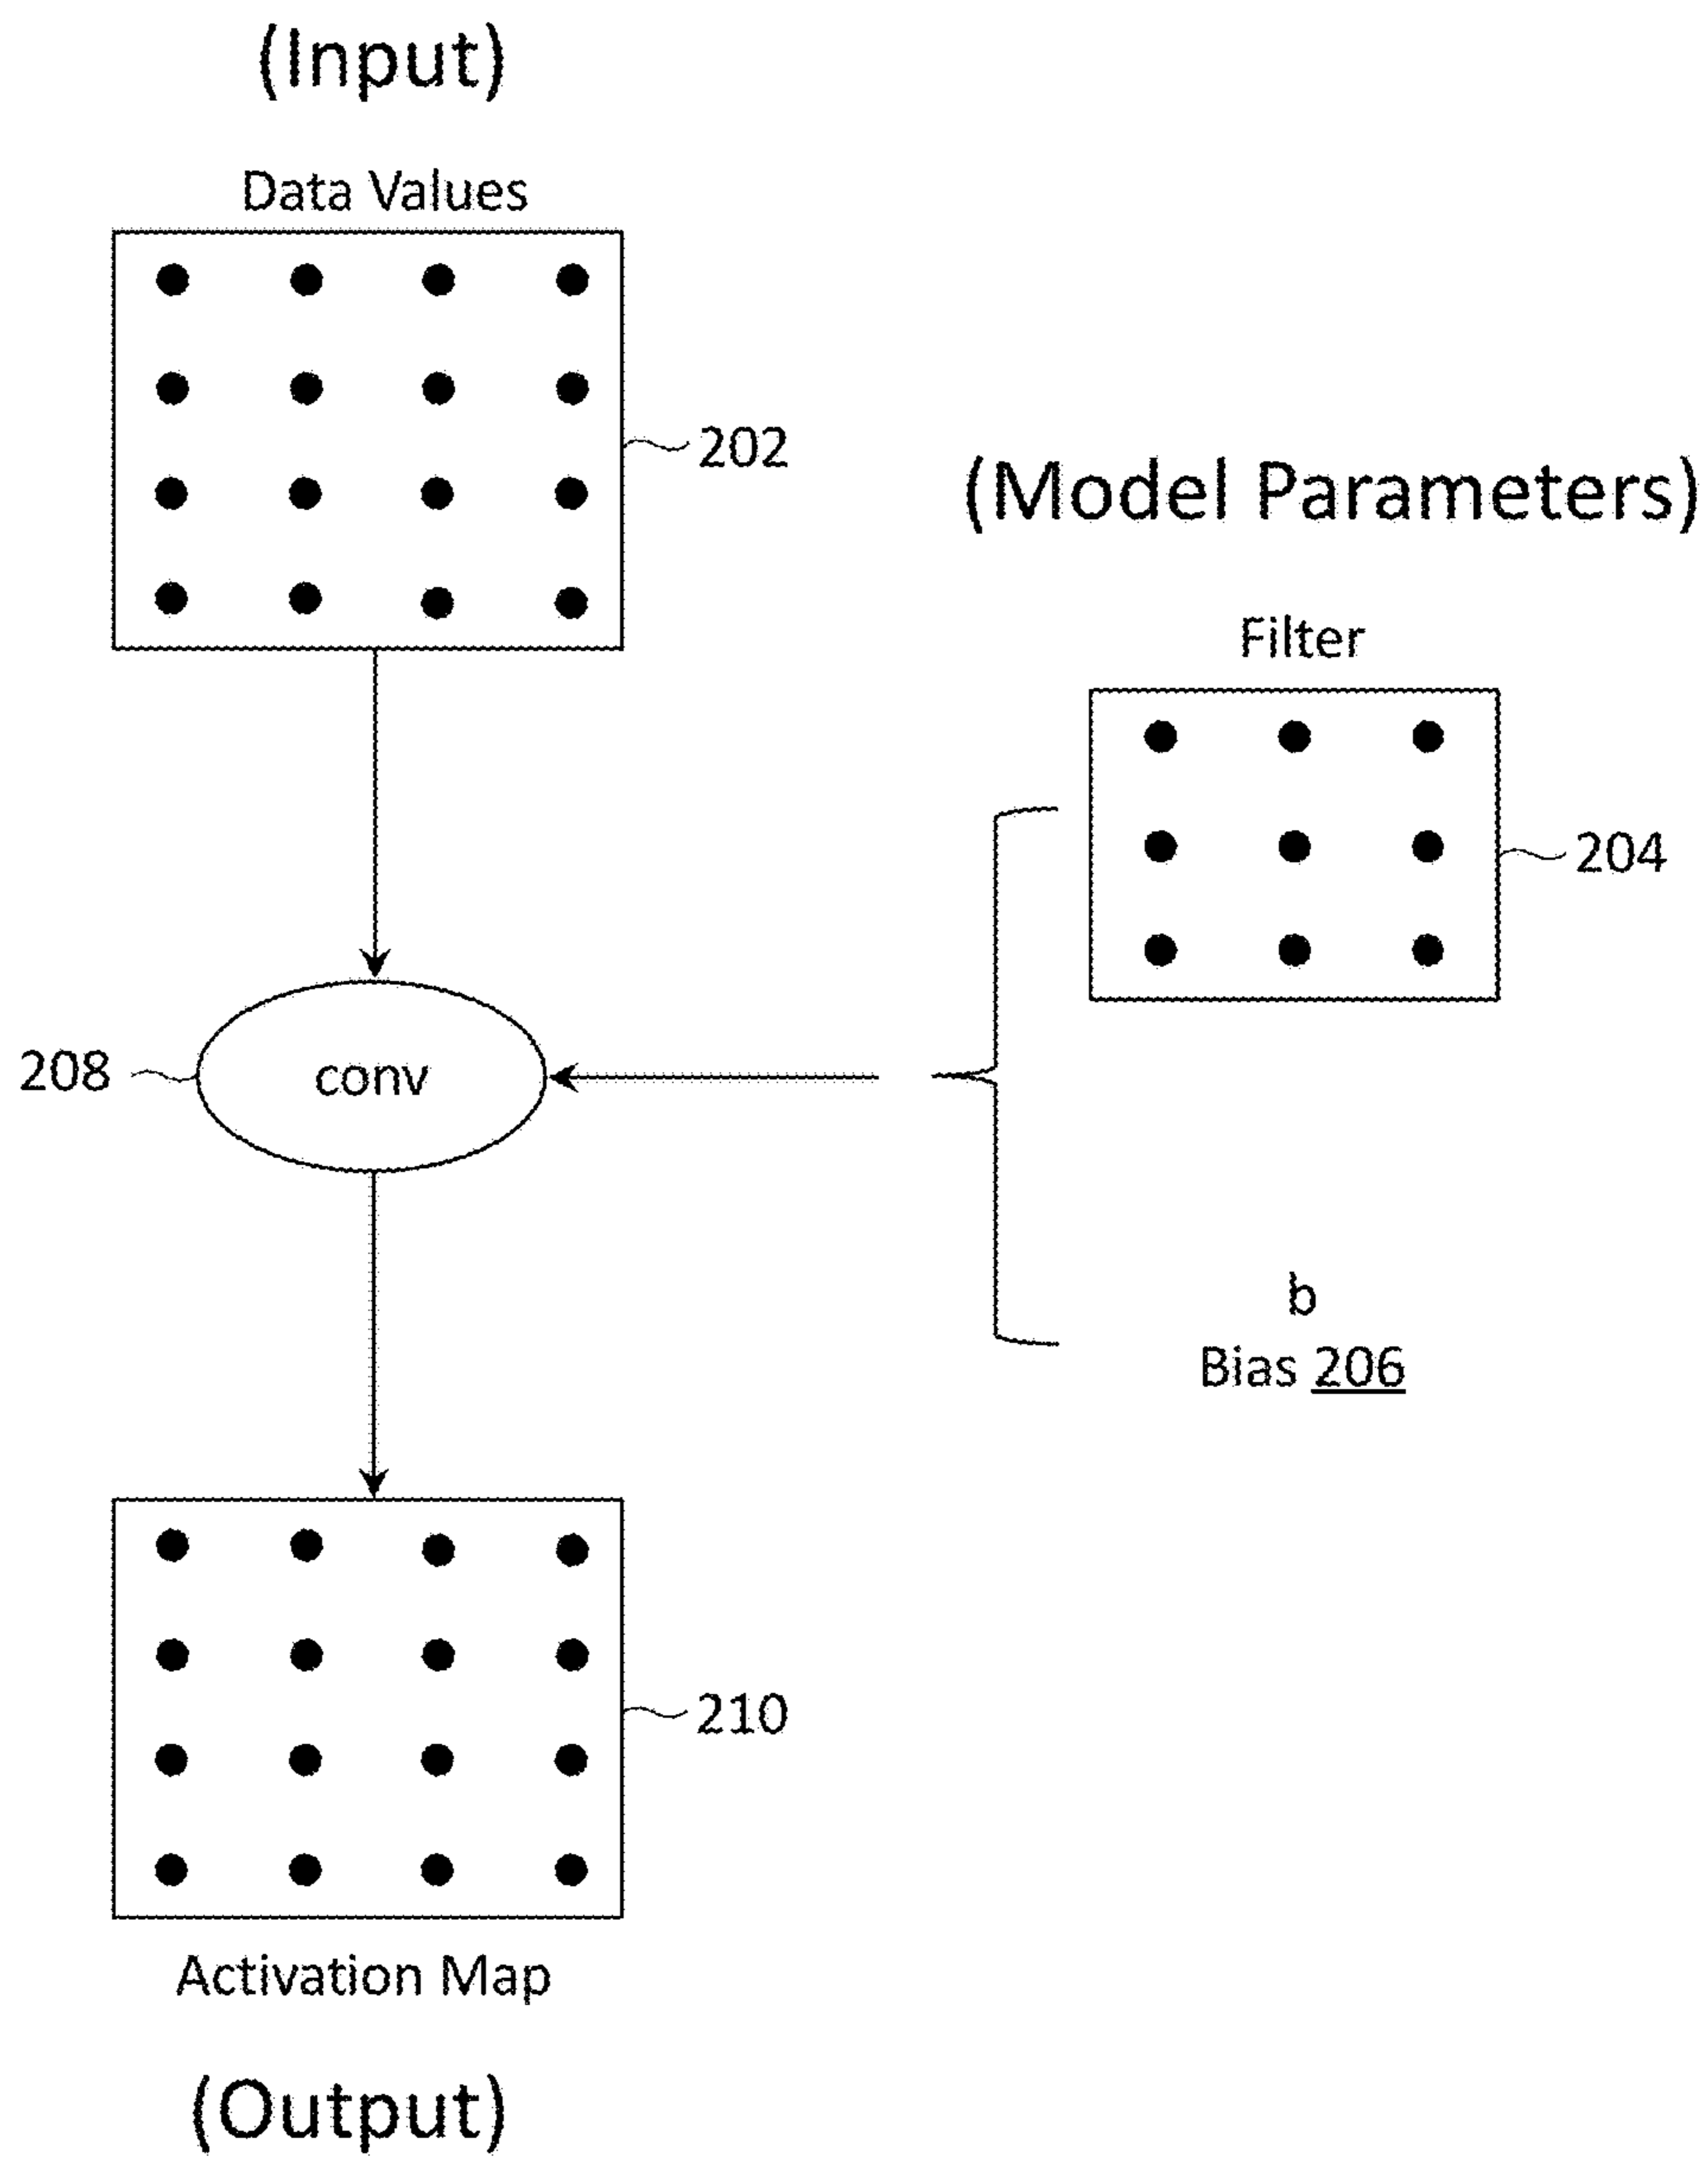 (Input)
Data Values
202
(Model Parameters)
Filter
204
208
conv
b
Bias 206
210
Activation Map
(Output)